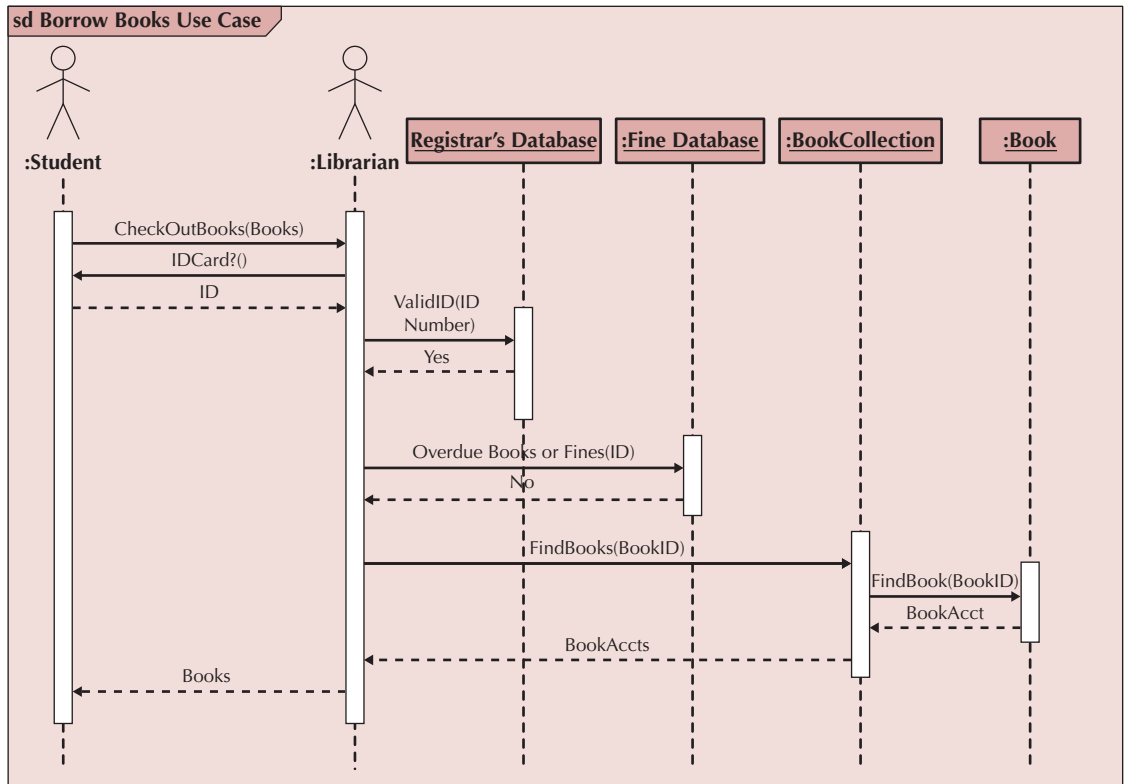 sd Borrow Books Use Case
:Student
:Librarian
Registrar's Database
:Fine Database
:BookCollection
:Book
CheckOutBooks(Books)
IDCard?()
ID
ValidID(ID
Number)
Yes
Overdue Books or Fines(ID)
No
FindBooks(BookID)
FindBook(BookID)
BookAcct
BookAccts
Books